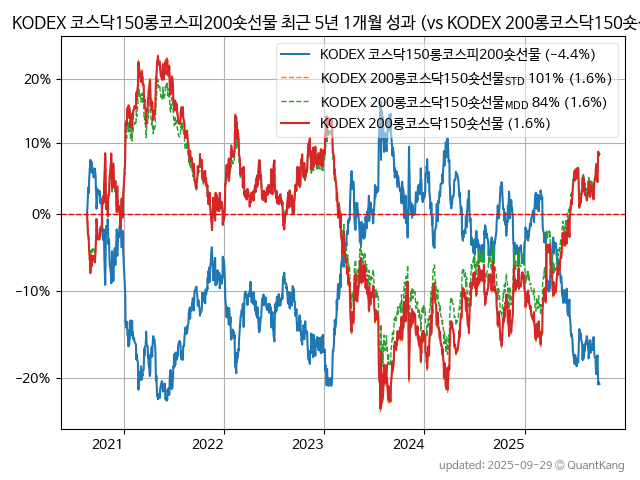 KODEX 코스닥150롱코스피200숏선물 최근 5년 1개월 성과 (vs KODEX 200롱코스닥150숏선
KODEX 코스닥150롱코스피200숏선물 (−4.4%)
KODEX 200롱코스닥150숏선물STD 101% (1.6%)
KODEX 200롱코스닥150숏선물MDD 84% (1.6%)
KODEX 200롱코스닥150숏선물 (1.6%)
20%
10%
0%
−10%
−20%
2021 2022 2023 2024 2025
updated: 2025-09-29 © QuantKang